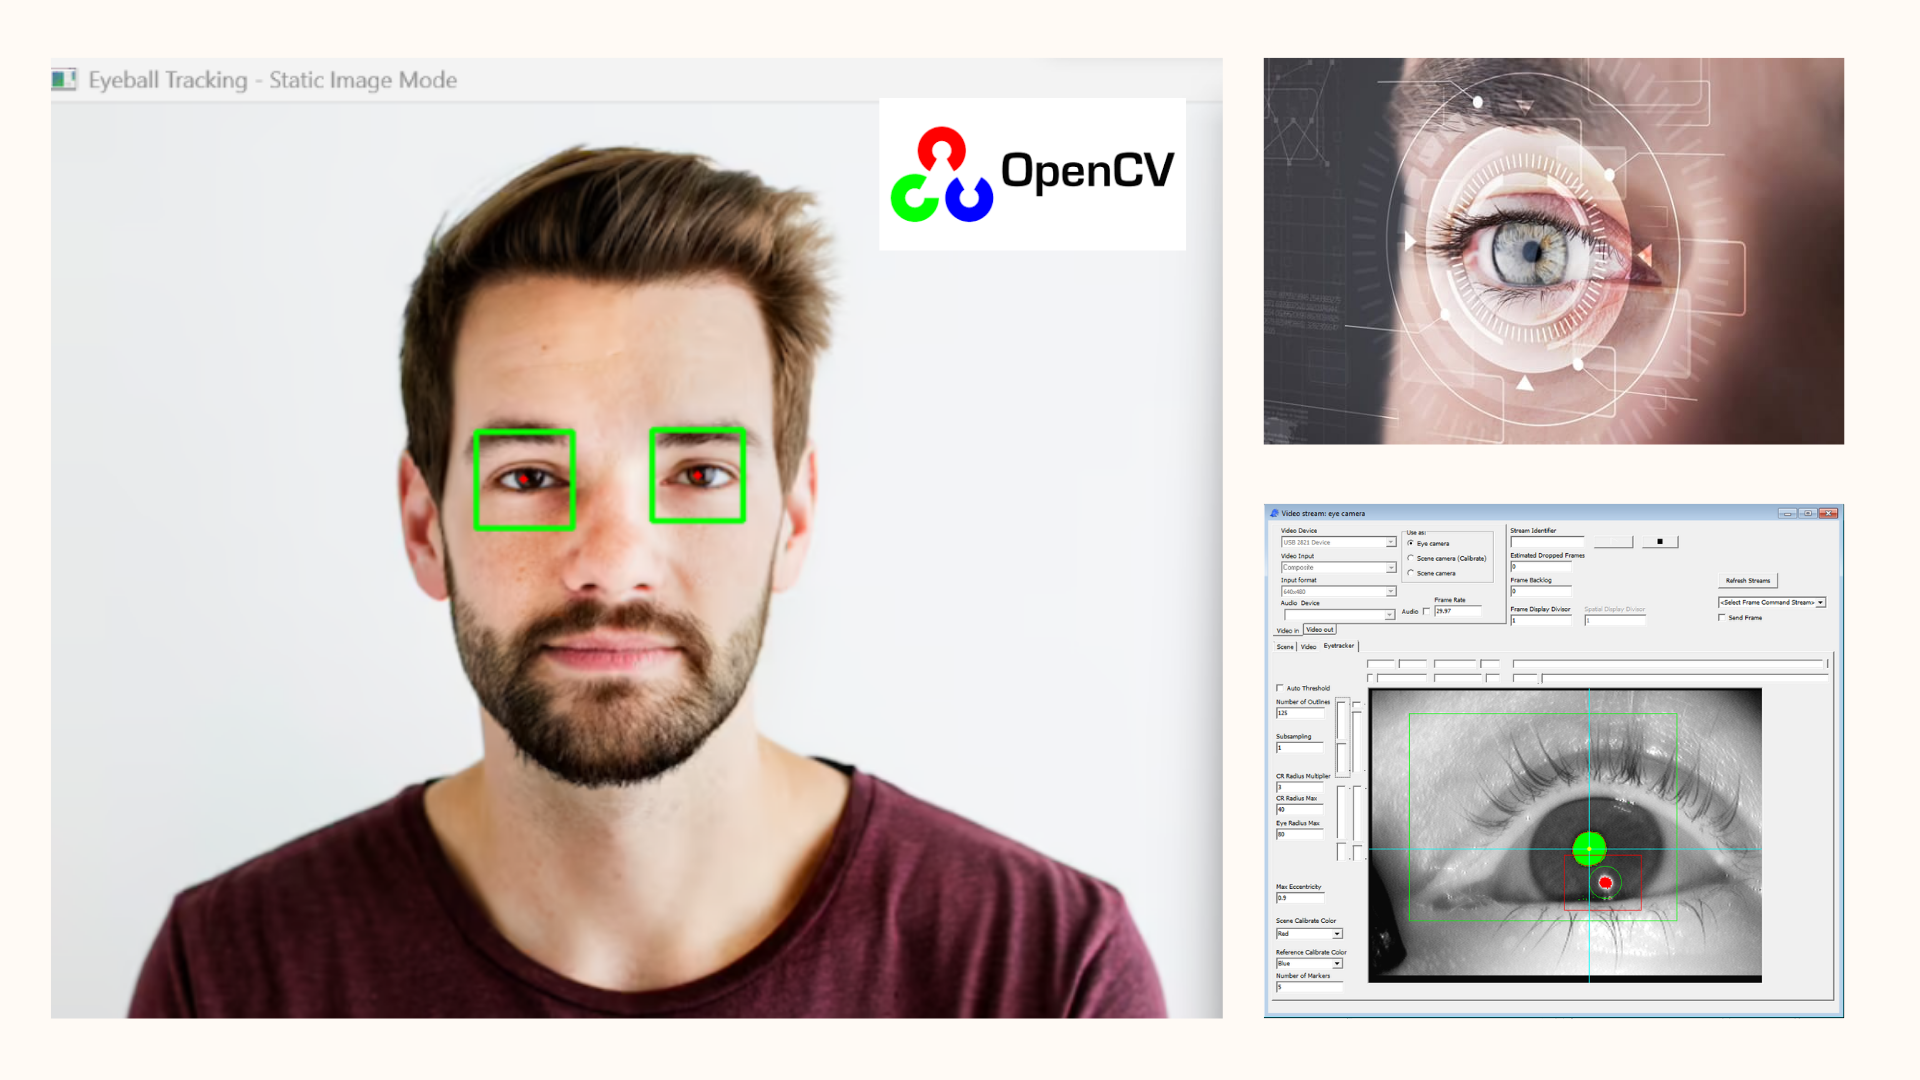 Eyeball Tracking - Static Image Mode
OpenCV
Video stream: eye camera
Video Device
USB 2821 Device
Video Input
Composite
Input format
640x480
Audio Device
Use as:
Eye camera
Scene camera (Calibrate)
Scene camera
Audio
Frame Rate
29.97
Stream Identifier
Estimated Dropped Frames
0
Frame Backlog
0
Frame Display Divisor
1
Spatial Display Divisor
1
Refresh Streams
<Select Frame Command Stream>
Send Frame
Video in
Video out
Scene
Video
Eyetracker
Auto Threshold
Number of Outlines
125
Subsampling
1
CR Radius Multiplier
3
CR Radius Max
40
Eye Radius Max
80
Max Eccentricity
0.9
Scene Calibrate Color
Red
Reference Calibrate Color
Blue
Number of Markers
5